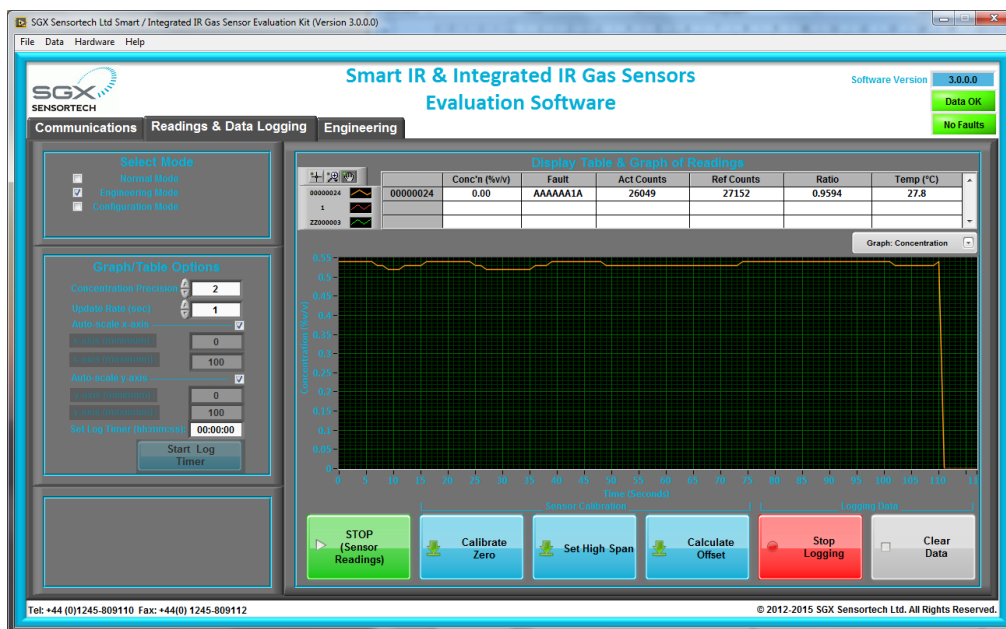 SGX Sensortech Ltd Smart / Integrated IR Gas Sensor Evaluation Kit (Version 3.0.0.0)
File Data Hardware Help
SGX
SENSORTECH
Smart IR & Integrated IR Gas Sensors
Evaluation Software
Software Version 3.0.0.0
Data OK
No Faults
Communications Readings & Data Logging Engineering
Select Mode
Normal Mode
Engineering Mode
Configuration Mode
Graph/Table Options
Concentration Precision 2
Update Rate (sec) 1
Auto scale x-axis
0
100
Auto scale y-axis
0
100
Set Log Timer (hh:mm:ss) 00:00:00
Start Log
Timer
Display Table & Graph of Readings
Conc'n (%v/v) Fault Act Counts Ref Counts Ratio Temp (°C)
00000024 00000024 0.00 AAAAAA1A 26049 27152 0.9594 27.8
1
ZZ000003
Graph: Concentration
Concentration (%v/v)
0.55
0.5
0.45
0.4
0.35
0.3
0.25
0.2
0.15
0.1
0.05
0
0 5 10 15 20 25 30 35 40 45 50 55 60 65 70 75 80 85 90 95 100 105 110
Time (Seconds)
Sensor Calibration
Logging Data
STOP
(Sensor
Readings)
Calibrate
Zero
Set High Span
Calculate
Offset
Stop
Logging
Clear
Data
Tel: +44 (0)1245-809110 Fax: +44(0) 1245-809112
© 2012-2015 SGX Sensortech Ltd. All Rights Reserved.